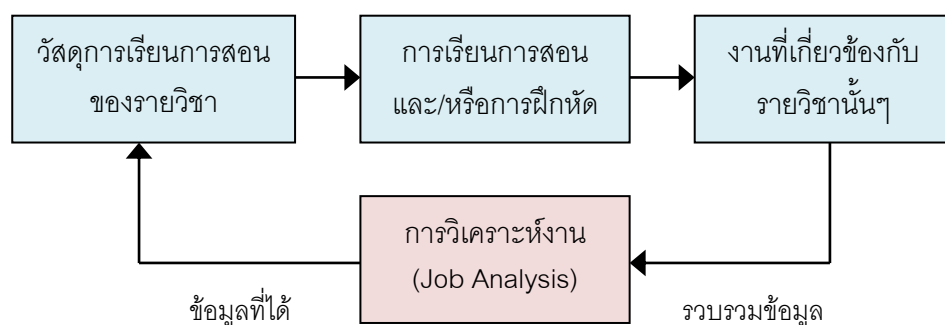 วัสดุการเรียนการสอน
ของรายวิชา
การเรียนการสอน
และ/หรือการฝึกหัด
งานที่เกี่ยวข้องกับ
รายวิชานั้นๆ
การวิเคราะห์งาน
(Job Analysis)
ข้อมูลที่ได้
รวบรวมข้อมูล